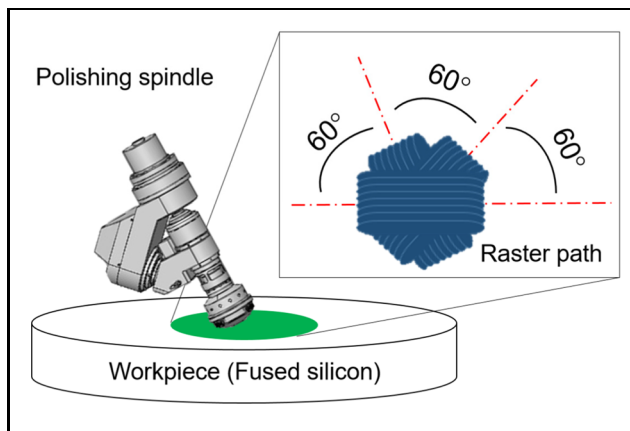 Polishing spindle
60°
60°
60°
Raster path
Workpiece (Fused silicon)